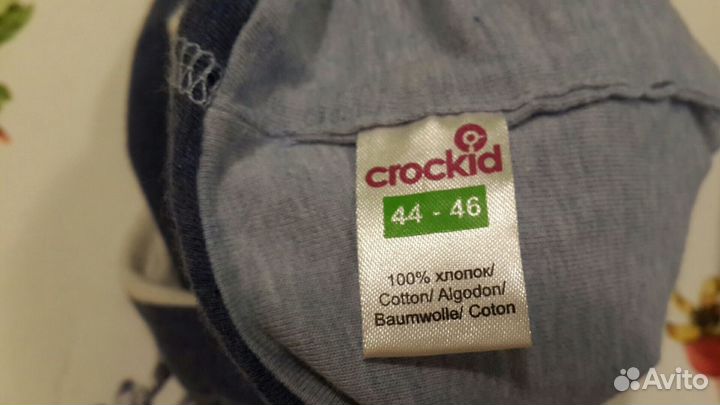 crockid
44 - 46
100% хлопок/
Cotton/ Algodon/
Baumwolle/ Coton
Avito